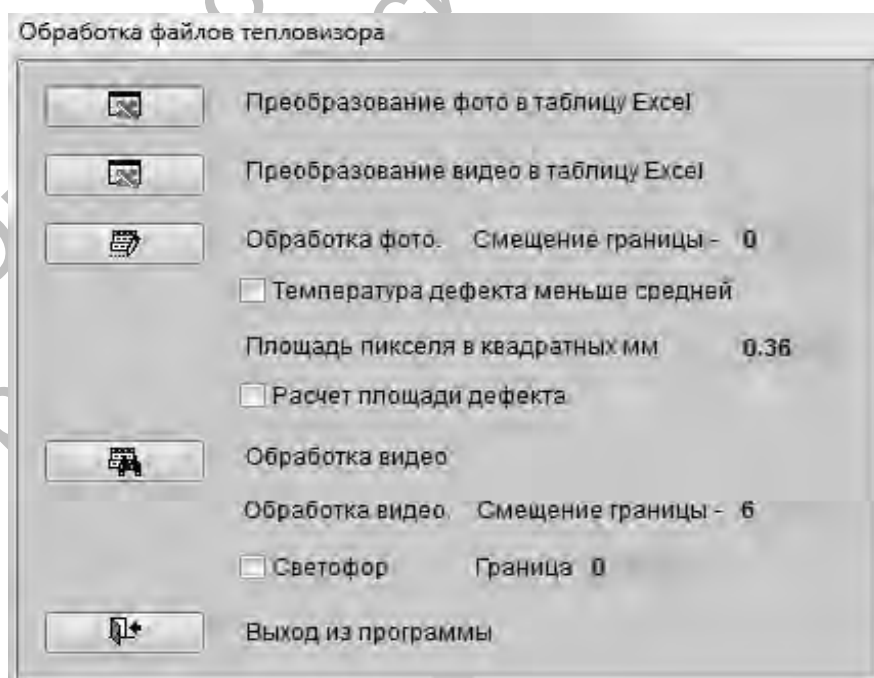 Обработка файлов тепловизора
Преобразование фото в таблицу Excel
Преобразование видео в таблицу Excel
Обработка фото. Смещение границы - 0
Температура дефекта меньше средней
Площадь пикселя в квадратных мм 0.36
Расчет площади дефекта
Обработка видео
Обработка видео. Смещение границы - 6
Светофор Граница 0
Выход из программы